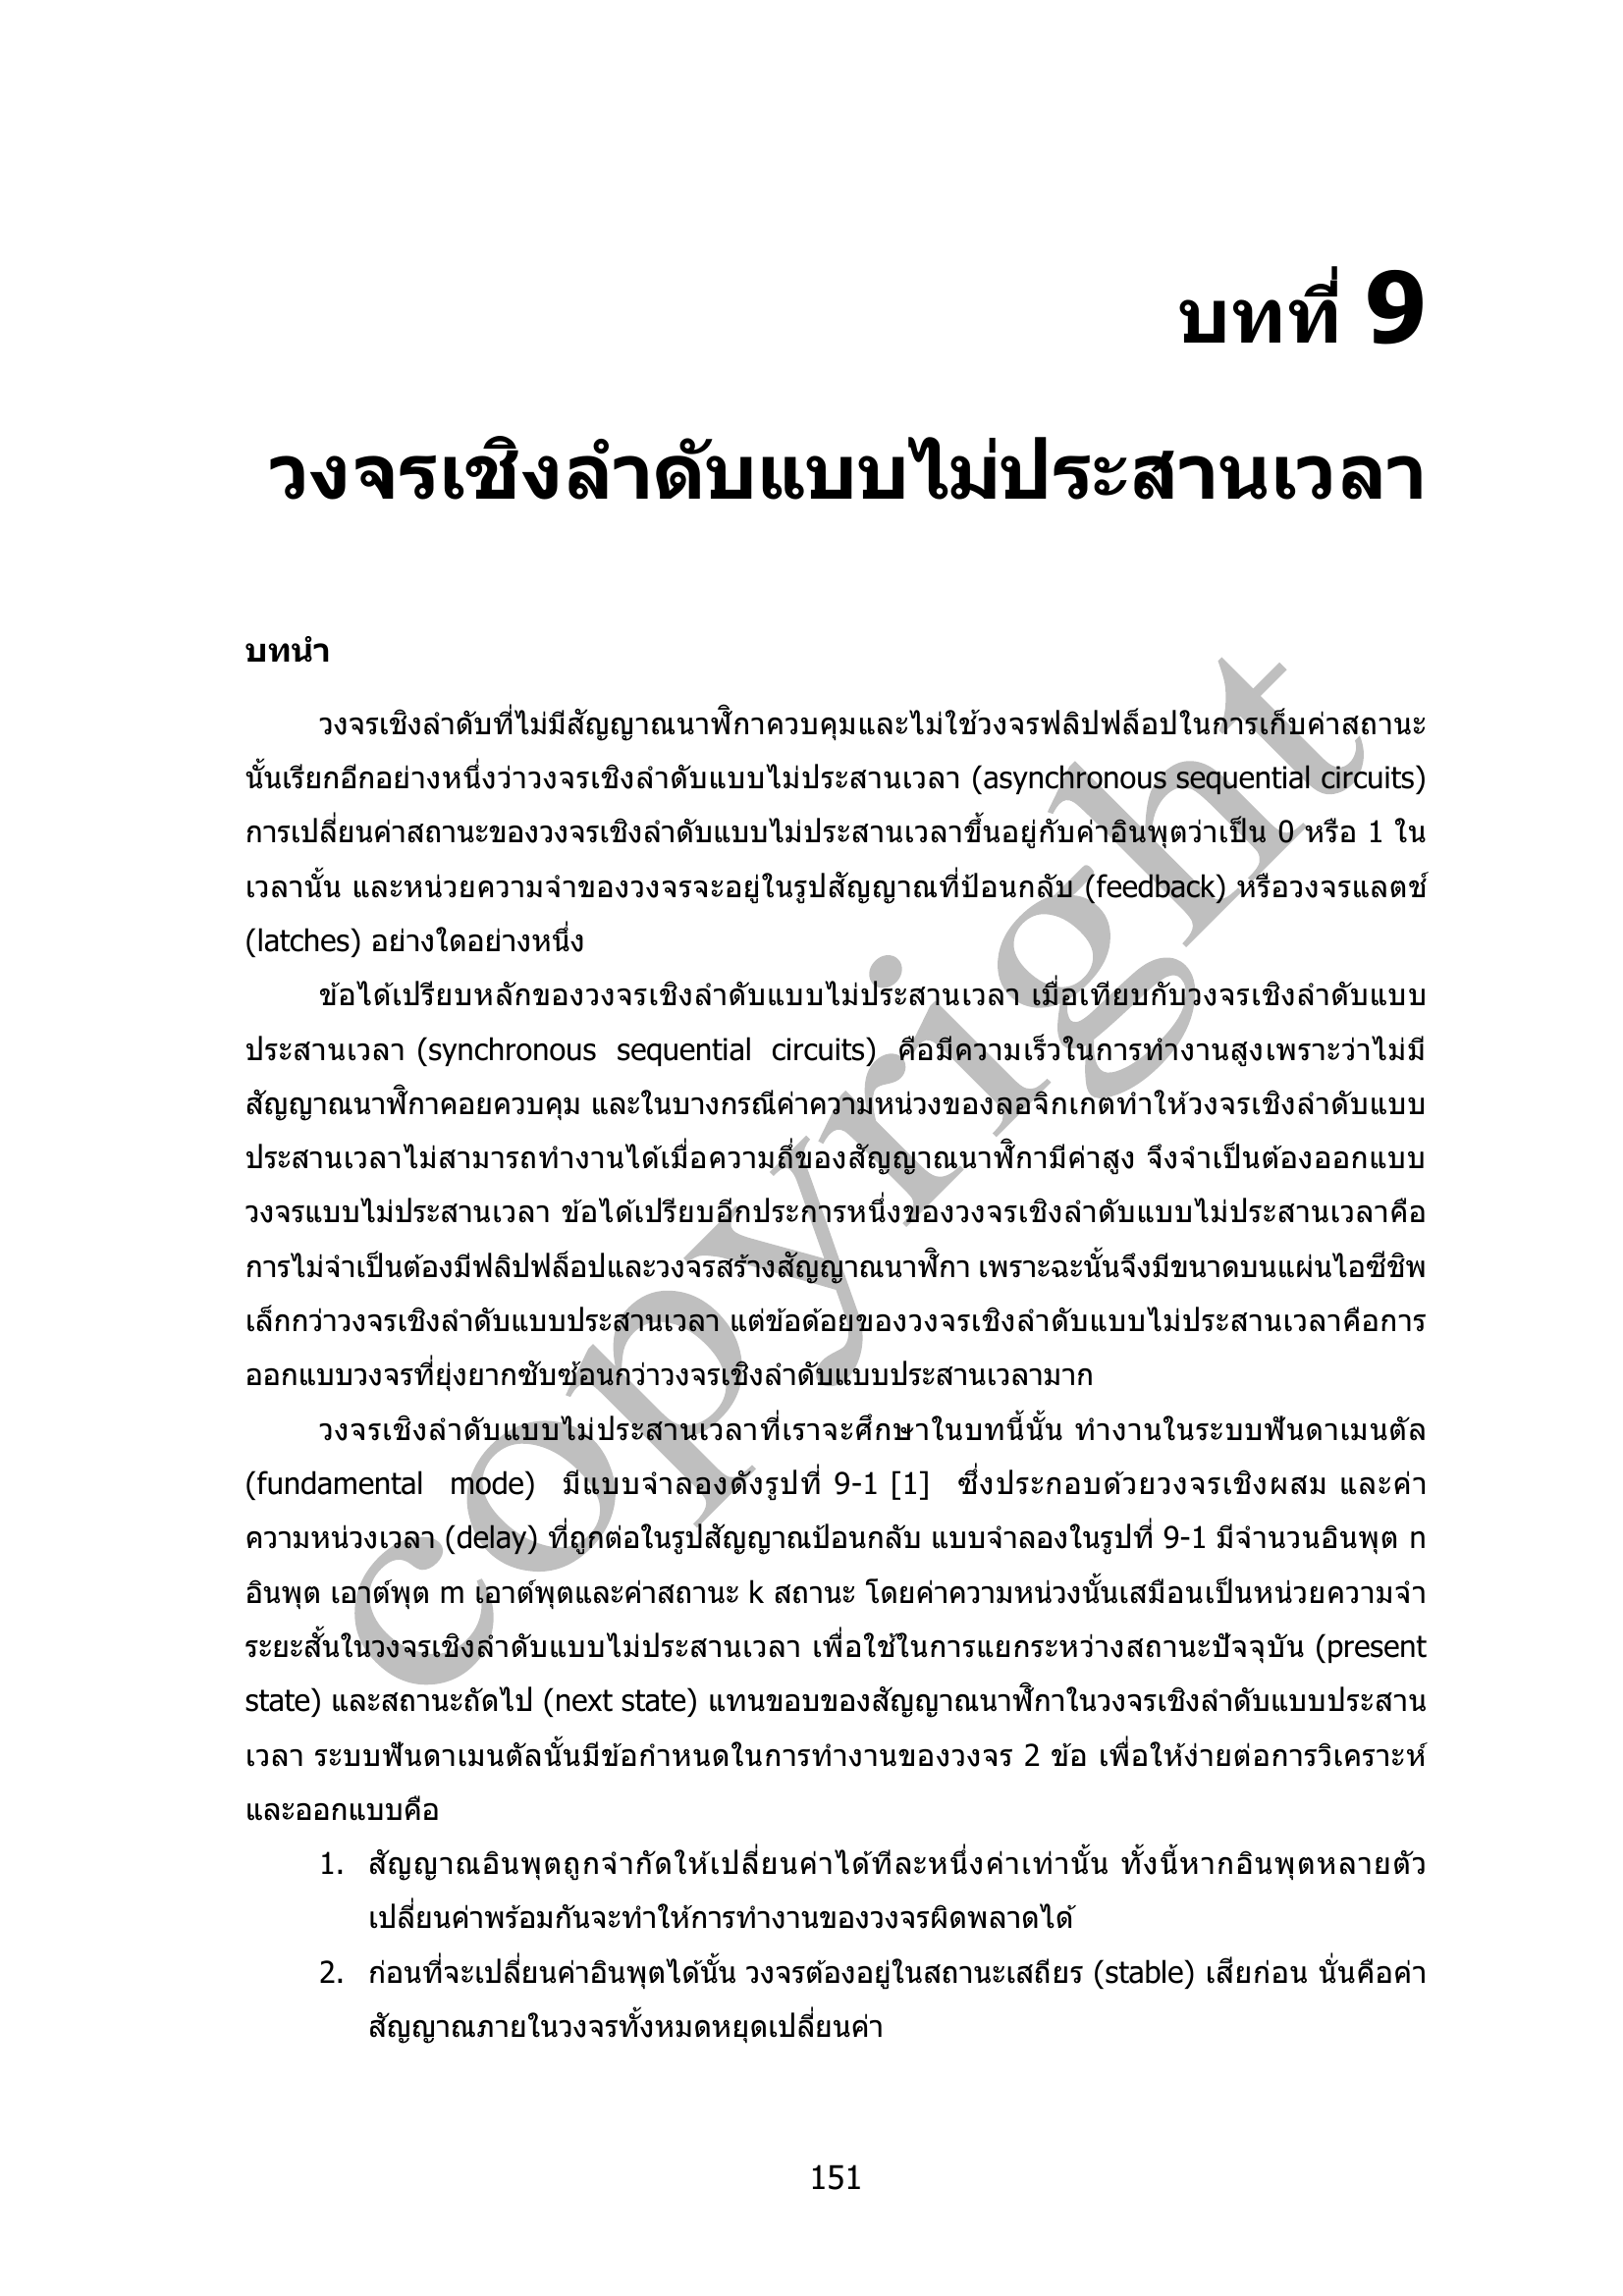 บทที่ 9
วงจรเชิงลำดับแบบไม่ประสานเวลา
บทนำ
วงจรเชิงลำดับที่ไม่มีสัญญาณนาฬิกาควบคุมและไม่ใช้วงจรฟลิปฟล็อปในการเก็บค่าสถานะ
นั้นเรียกอีกอย่างหนึ่งว่าวงจรเชิงลำดับแบบไม่ประสานเวลา (asynchronous sequential circuits)
การเปลี่ยนค่าสถานะของวงจรเชิงลำดับแบบไม่ประสานเวลาขึ้นอยู่กับค่าอินพุตว่าเป็น 0 หรือ 1 ใน
เวลานั้น และหน่วยความจำของวงจรจะอยู่ในรูปสัญญาณที่ป้อนกลับ (feedback) หรือวงจรแลตช์
(latches) อย่างใดอย่างหนึ่ง
ข้อได้เปรียบหลักของวงจรเชิงลำดับแบบไม่ประสานเวลา เมื่อเทียบกับวงจรเชิงลำดับแบบ
ประสานเวลา (synchronous sequential circuits) คือมีความเร็วในการทำงานสูงเพราะว่าไม่มี
สัญญาณนาฬิกาคอยควบคุม และในบางกรณีค่าความหน่วงของลอจิกเกตทำให้วงจรเชิงลำดับแบบ
ประสานเวลาไม่สามารถทำงานได้เมื่อความถี่ของสัญญาณนาฬิกามีค่าสูง จึงจำเป็นต้องออกแบบ
วงจรแบบไม่ประสานเวลา ข้อได้เปรียบอีกประการหนึ่งของวงจรเชิงลำดับแบบไม่ประสานเวลาคือ
การไม่จำเป็นต้องมีฟลิปฟล็อปและวงจรสร้างสัญญาณนาฬิกา เพราะฉะนั้นจึงมีขนาดบนแผ่นไอซีชิพ
เล็กกว่าวงจรเชิงลำดับแบบประสานเวลา แต่ข้อด้อยของวงจรเชิงลำดับแบบไม่ประสานเวลาคือการ
ออกแบบวงจรที่ยุ่งยากซับซ้อนกว่าวงจรเชิงลำดับแบบประสานเวลามาก
วงจรเชิงลำดับแบบไม่ประสานเวลาที่เราจะศึกษาในบทนี้นั้น ทำงานในระบบฟันดาเมนตัล
(fundamental mode) มีแบบจำลองดังรูปที่ 9-1 [1] ซึ่งประกอบด้วยวงจรเชิงผสม และค่า
ความหน่วงเวลา (delay) ที่ถูกต่อในรูปสัญญาณป้อนกลับ แบบจำลองในรูปที่ 9-1 มีจำนวนอินพุต n
อินพุต เอาต์พุต m เอาต์พุตและค่าสถานะ k สถานะ โดยค่าความหน่วงนั้นเสมือนเป็นหน่วยความจำ
ระยะสั้นในวงจรเชิงลำดับแบบไม่ประสานเวลา เพื่อใช้ในการแยกระหว่างสถานะปัจจุบัน (present
state) และสถานะถัดไป (next state) แทนขอบของสัญญาณนาฬิกาในวงจรเชิงลำดับแบบประสาน
เวลา ระบบฟันดาเมนตัลนั้นมีข้อกำหนดในการทำงานของวงจร 2 ข้อ เพื่อให้ง่ายต่อการวิเคราะห์
และออกแบบคือ
1. สัญญาณอินพุตถูกจำกัดให้เปลี่ยนค่าได้ทีละหนึ่งค่าเท่านั้น ทั้งนี้หากอินพุตหลายตัว
เปลี่ยนค่าพร้อมกันจะทำให้การทำงานของวงจรผิดพลาดได้
2. ก่อนที่จะเปลี่ยนค่าอินพุตได้นั้น วงจรต้องอยู่ในสถานะเสถียร (stable) เสียก่อน นั่นคือค่า
สัญญาณภายในวงจรทั้งหมดหยุดเปลี่ยนค่า
copyright
151